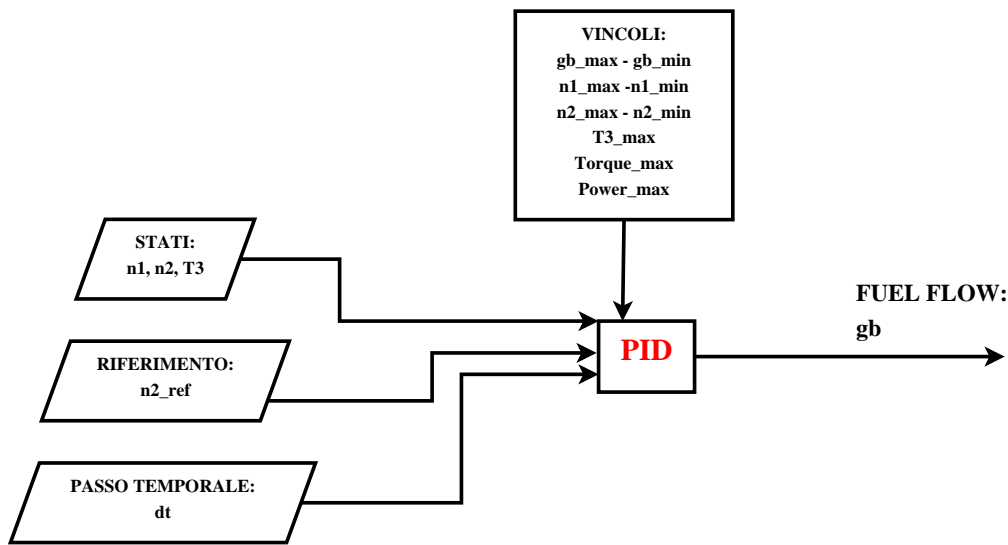 VINCOLI:
gb_max - gb_min
n1_max -n1_min
n2_max - n2_min
T3_max
Torque_max
Power_max
STATI:
n1, n2, T3
RIFERIMENTO:
n2_ref
PASSO TEMPORALE:
dt
PID
FUEL FLOW:
gb